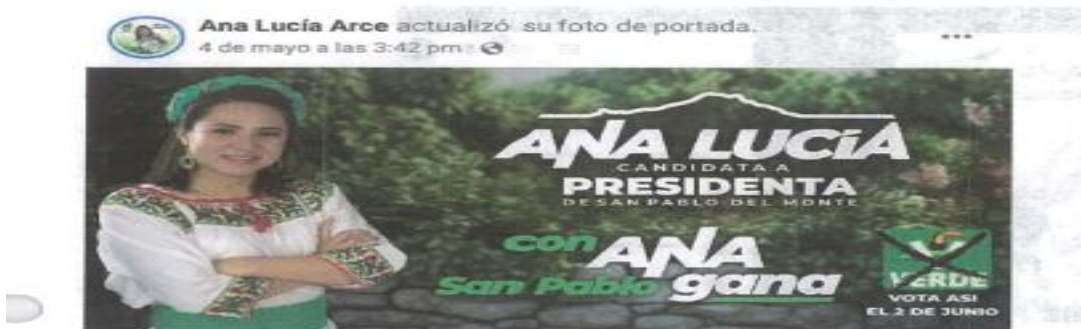 Ana Lucía Arce actualizó su foto de portada.
4 de mayo a las 3:42 pm
ANA LUCÍA
CANDIDATA A
PRESIDENTA
DE SAN PABLO DEL MONTE
con ANA
San Pablo gana
VERDE
VOTA ASI
EL 2 DE JUNIO